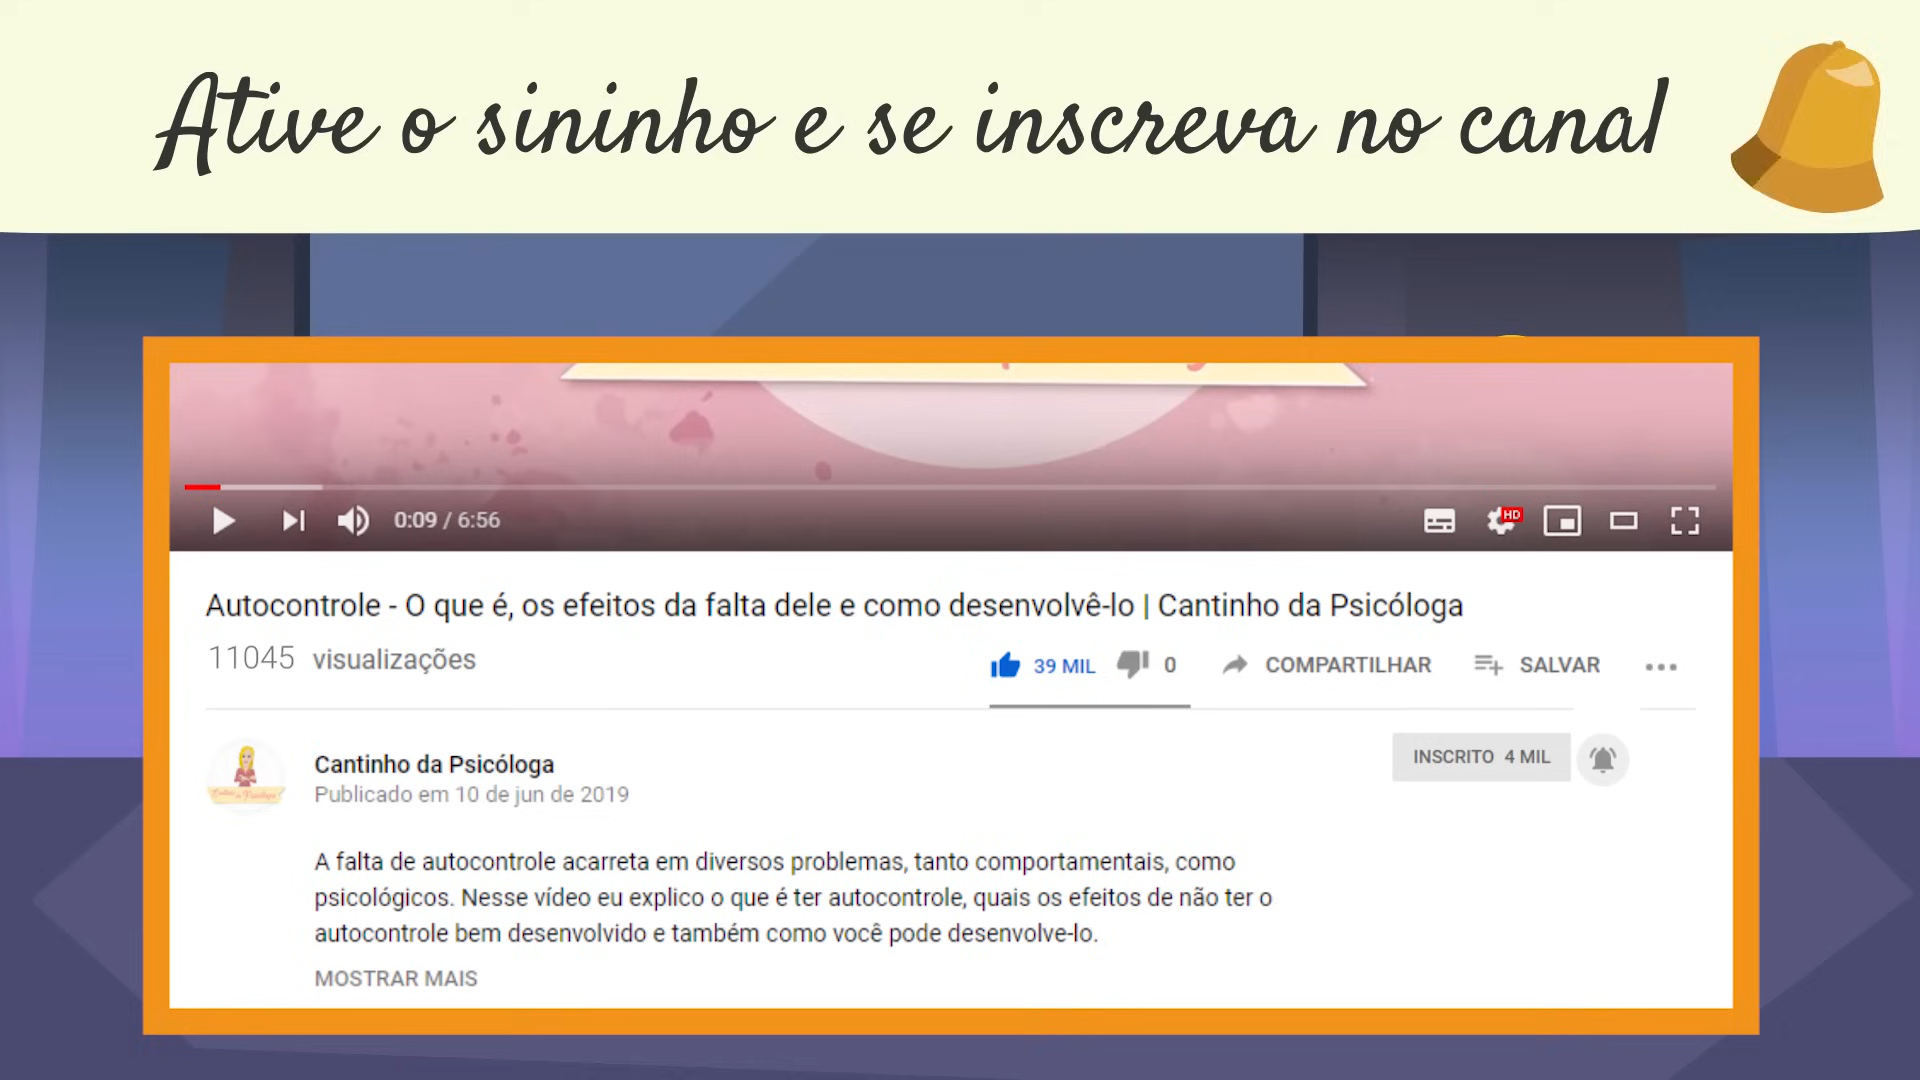 Ative o sininho e se inscreva no canal
0:09 / 6:56
HD
Autocontrole - O que é, os efeitos da falta dele e como desenvolvê-lo | Cantinho da Psicóloga
11045 visualizações
39 MIL 0 COMPARTILHAR SALVAR
Cantinho da Psicóloga
INSCRITO 4 MIL
Publicado em 10 de jun de 2019
A falta de autocontrole acarreta em diversos problemas, tanto comportamentais, como
psicológicos. Nesse vídeo eu explico o que é ter autocontrole, quais os efeitos de não ter o
autocontrole bem desenvolvido e também como você pode desenvolve-lo.
MOSTRAR MAIS